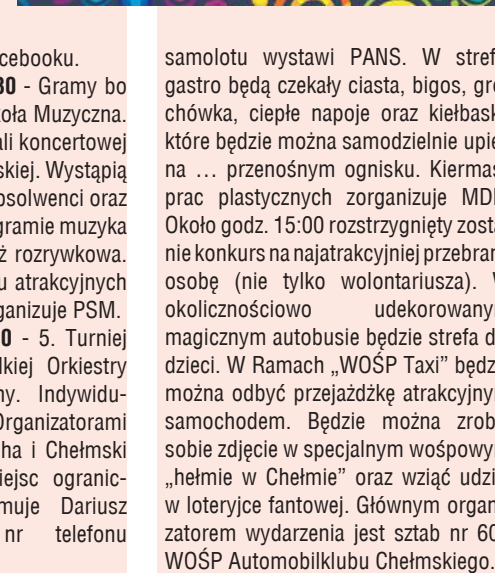 cebooku.
30 - Gramy bo
oła Muzyczna.
ali koncertowej
skiej. Wystąpią
bsolwenci oraz
gramie muzyka
ż rozrywkowa.
u atrakcyjnych
ganizuje PSM.
0 - 5. Turniej
lkiej Orkiestry
ny. Indywidu-
Organizatorami
ha i Chełmski
iejsc ogranic-
muje Dariusz
nr telefonu
samolotu wystawi PANS. W stref
gastro będą czekały ciasta, bigos, gro
chówka, ciepłe napoje oraz kiełbask
które będzie można samodzielnie upie
na … przenośnym ognisku. Kiermas
prac plastycznych zorganizuje MD
Około godz. 15:00 rozstrzygnięty zosta
nie konkurs na najatrakcyjniej przebran
osobę (nie tylko wolontariusza). W
okolicznościowo udekorowany
magicznym autobusie będzie strefa d
dzieci. W Ramach „WOŚP Taxi” będz
można odbyć przejażdżkę atrakcyjny
samochodem. Będzie można zrob
sobie zdjęcie w specjalnym wośpowy
„hełmie w Chełmie” oraz wziąć udzi
w loteryjce fantowej. Głównym organ
zatorem wydarzenia jest sztab nr 60
WOŚP Automobilklubu Chełmskiego.